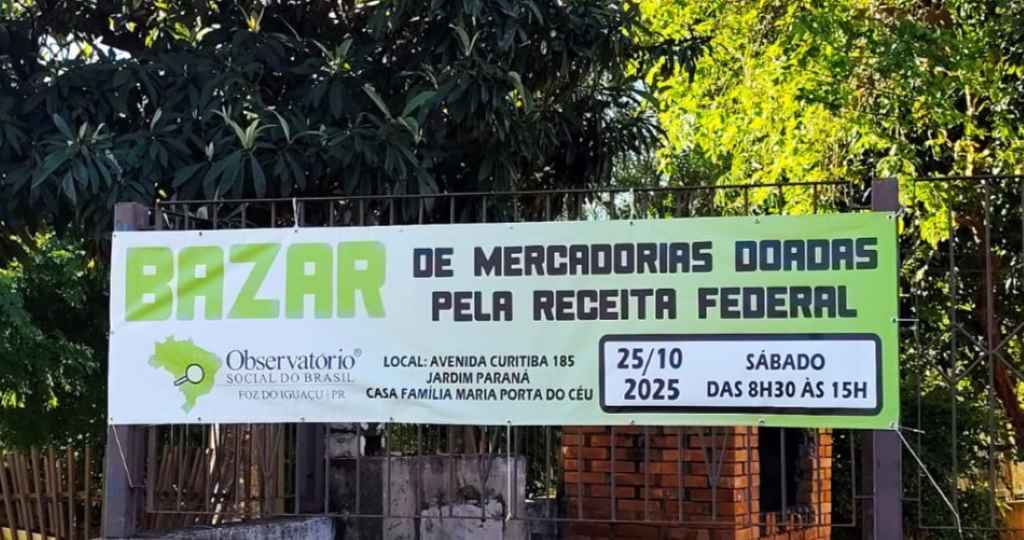 BAZAR
DE MERCADORIAS DOADAS
PELA RECEITA FEDERAL
Observatório®
SOCIAL DO BRASIL
FOZ DO IGUAÇU - PR
LOCAL: AVENIDA CURITIBA 185
JARDIM PARANÁ
CASA FAMÍLIA MARIA PORTA DO CÉU
25/10
2025
SÁBADO
DAS 8H30 ÀS 15H